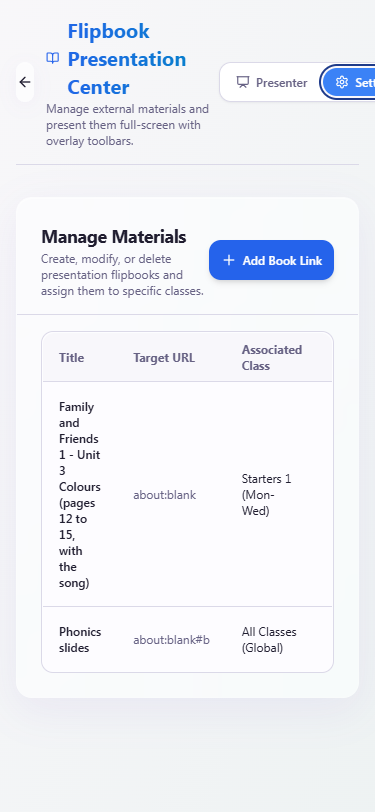 Flipbook
Presentation
Center
Manage external materials and
present them full-screen with
overlay toolbars.
Presenter
Manage Materials
Create, modify, or delete
presentation flipbooks and
assign them to specific classes.
Add Book Link
Title
Target URL
Associated
Class
Family
and
Friends
1 - Unit
3
Colours
(pages
12 to
15,
with
the
song)
about:blank
Starters 1
(Mon-
Wed)
Phonics
slides
about:blank#b
All Classes
(Global)